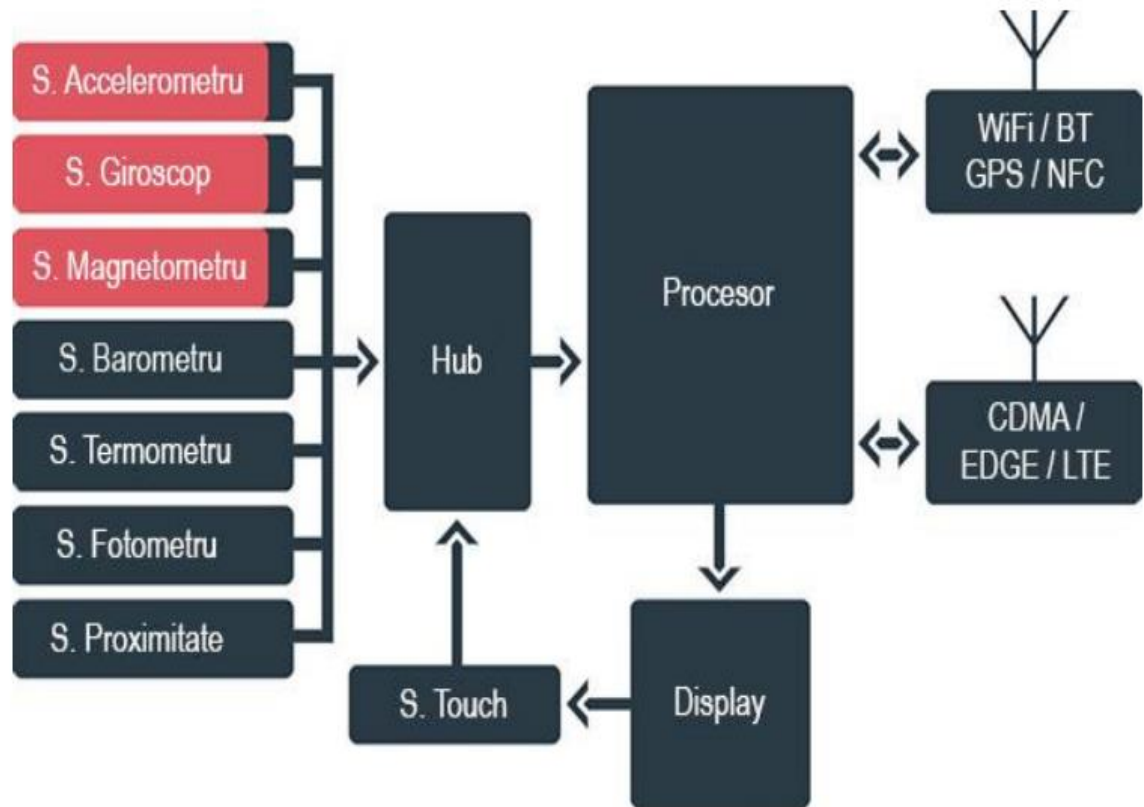 S. Accelerometru
S. Giroscop
S. Magnetometru
S. Barometru
S. Termometru
S. Fotometru
S. Proximitate
Hub
S. Touch
Procesor
Display
WiFi / BT
GPS / NFC
CDMA /
EDGE / LTE